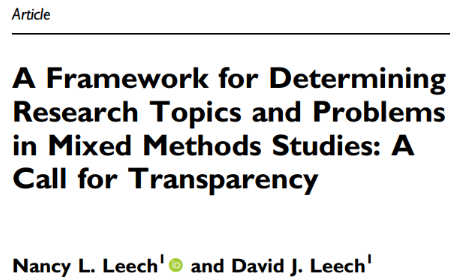 Article
A Framework for Determining
Research Topics and Problems
in Mixed Methods Studies: A
Call for Transparency
Nancy L. Leech¹ iD and David J. Leech¹